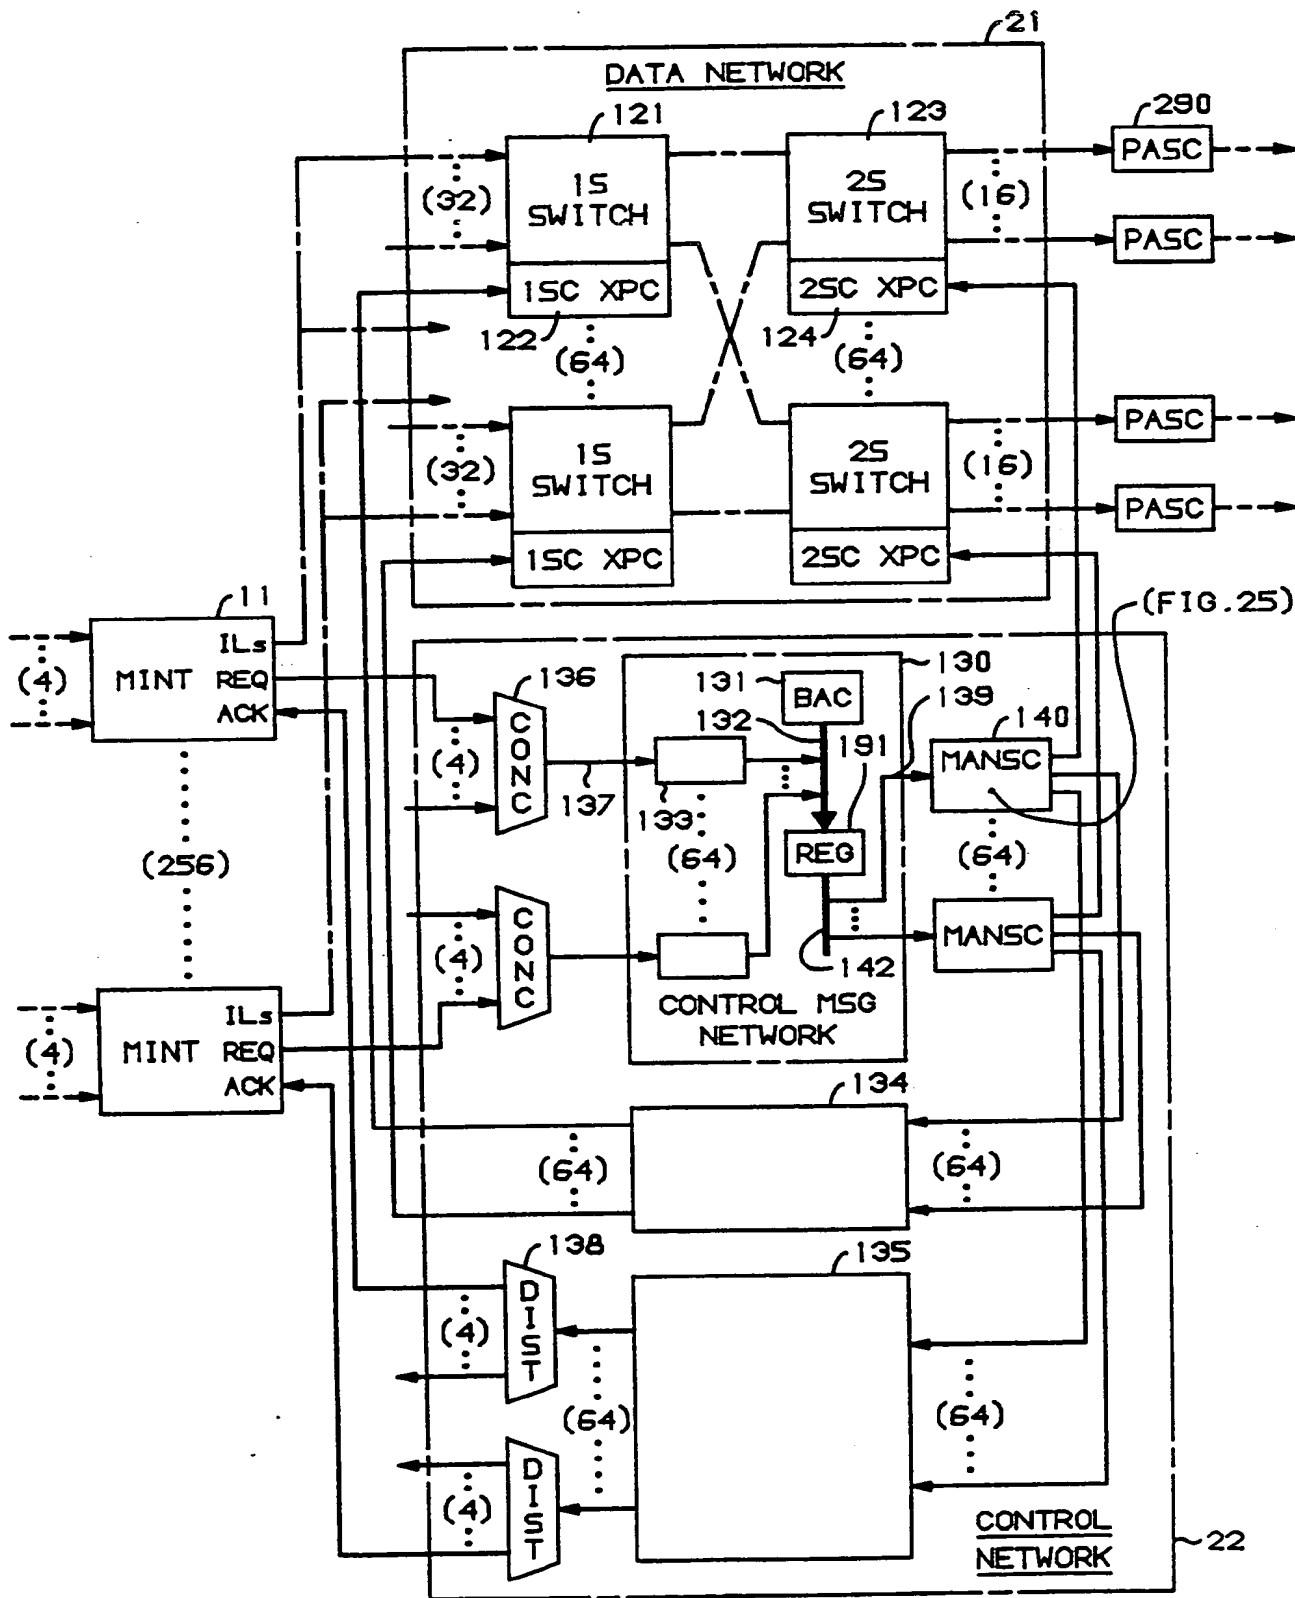 21
DATA NETWORK
121
123
290
(32)
1S
SWITCH
2S
SWITCH
(16)
PASC
PASC
1SC XPC
2SC XPC
122
124
(64)
(64)
(32)
1S
SWITCH
2S
SWITCH
(16)
PASC
PASC
1SC XPC
2SC XPC
11
(FIG.25)
(4)
MINT
ILs
REQ
ACK
136
CONC
(4)
137
130
131
BAC
132
139
191
133
140
MANSC
REG
(256)
(64)
(64)
CONC
(4)
MANSC
142
CONTROL MSG
NETWORK
(4)
MINT
ILs
REQ
ACK
134
(64)
(64)
138
135
DIST
(4)
(64)
(64)
DIST
(4)
CONTROL
NETWORK
22